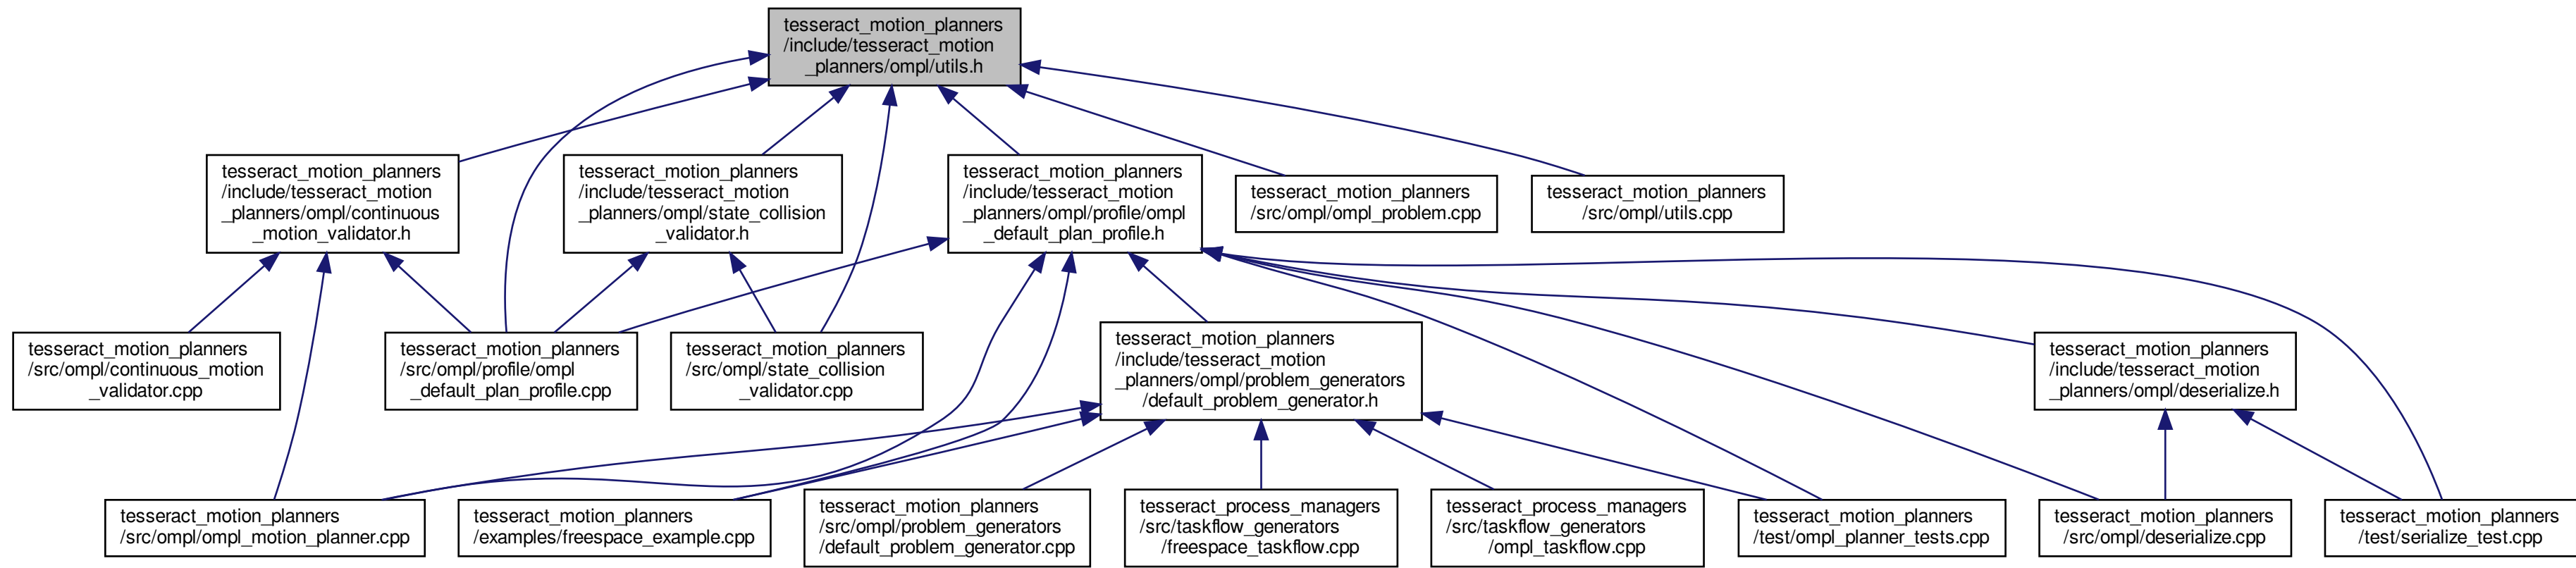 tesseract_motion_planners
/include/tesseract_motion
_planners/ompl/utils.h
tesseract_motion_planners
/include/tesseract_motion
_planners/ompl/continuous
_motion_validator.h
tesseract_motion_planners
/include/tesseract_motion
_planners/ompl/state_collision
_validator.h
tesseract_motion_planners
/include/tesseract_motion
_planners/ompl/profile/ompl
_default_plan_profile.h
tesseract_motion_planners
/src/ompl/ompl_problem.cpp
tesseract_motion_planners
/src/ompl/utils.cpp
tesseract_motion_planners
/src/ompl/continuous_motion
_validator.cpp
tesseract_motion_planners
/src/ompl/profile/ompl
_default_plan_profile.cpp
tesseract_motion_planners
/src/ompl/state_collision
_validator.cpp
tesseract_motion_planners
/include/tesseract_motion
_planners/ompl/problem_generators
/default_problem_generator.h
tesseract_motion_planners
/include/tesseract_motion
_planners/ompl/deserialize.h
tesseract_motion_planners
/src/ompl/ompl_motion_planner.cpp
tesseract_motion_planners
/examples/freespace_example.cpp
tesseract_motion_planners
/src/ompl/problem_generators
/default_problem_generator.cpp
tesseract_process_managers
/src/taskflow_generators
/freespace_taskflow.cpp
tesseract_process_managers
/src/taskflow_generators
/ompl_taskflow.cpp
tesseract_motion_planners
/test/ompl_planner_tests.cpp
tesseract_motion_planners
/src/ompl/deserialize.cpp
tesseract_motion_planners
/test/serialize_test.cpp